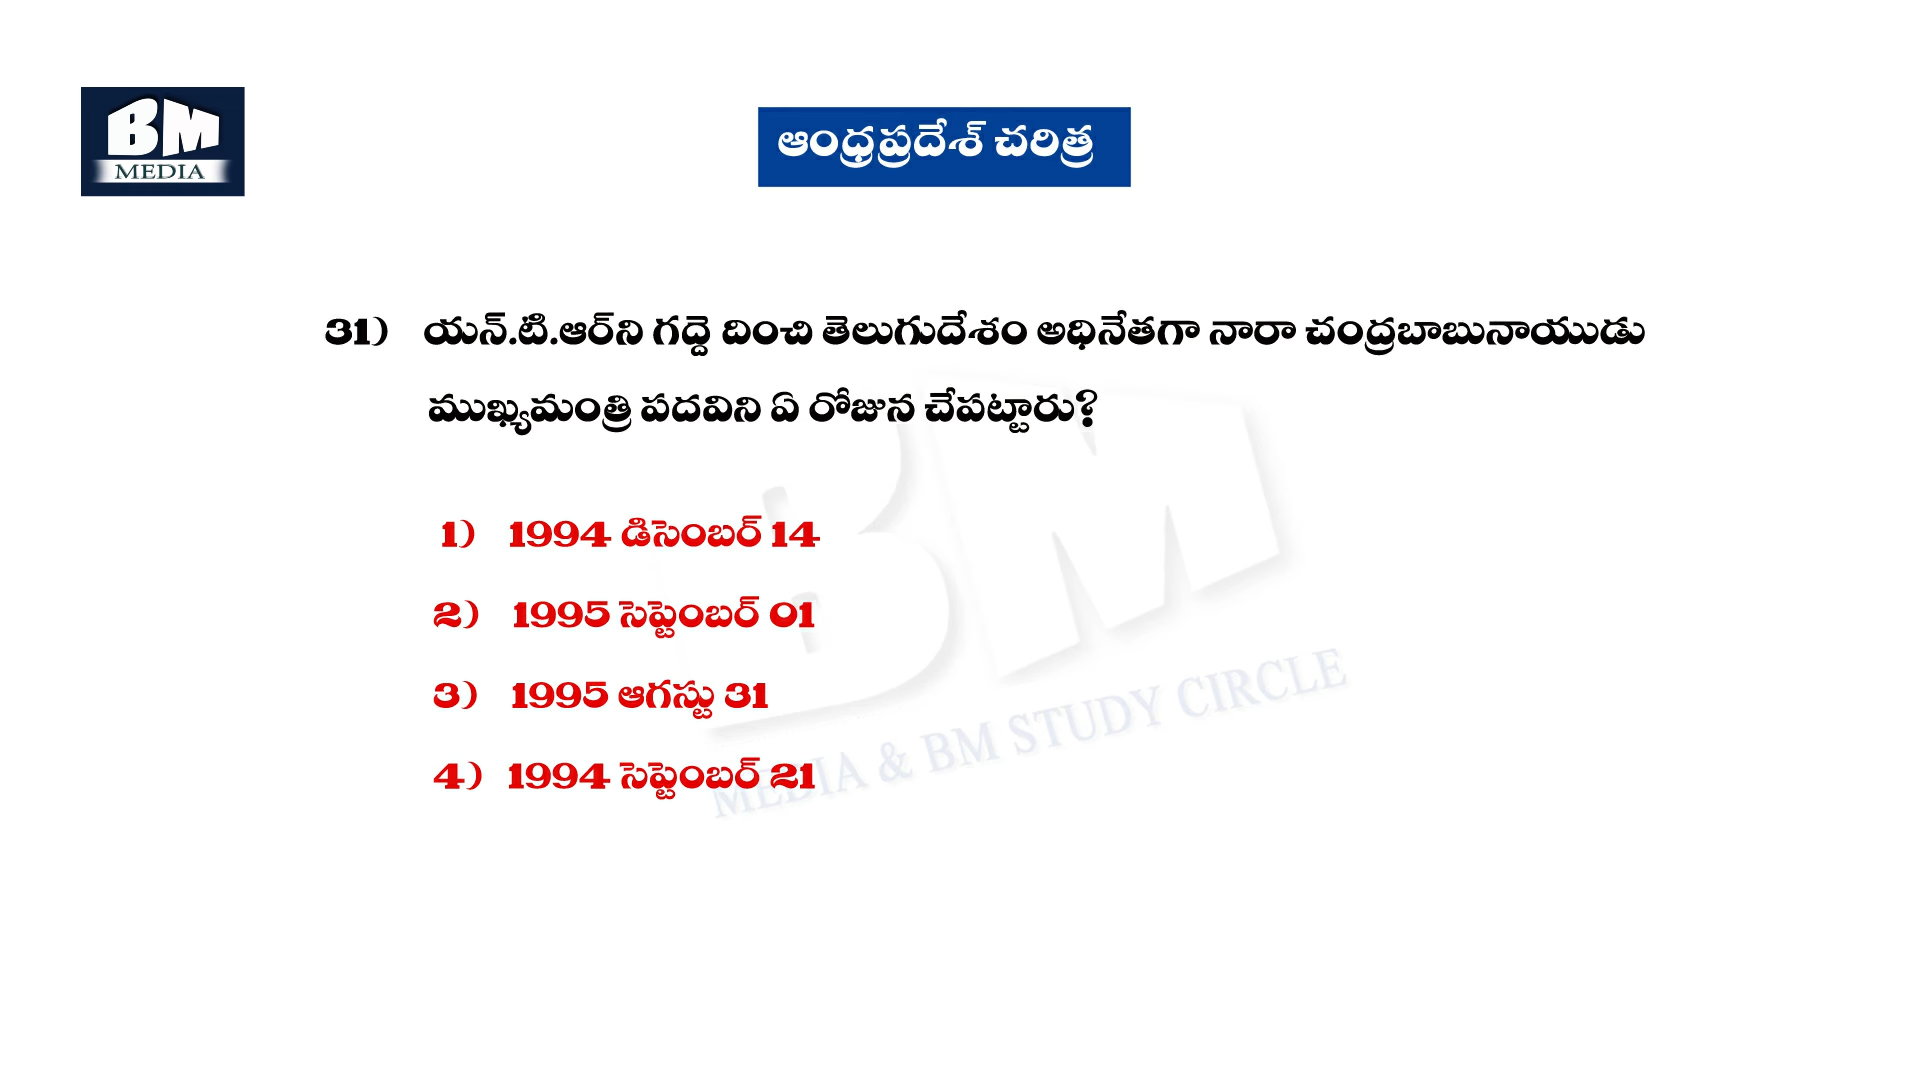 BM
MEDIA
ఆంధ్రప్రదేశ్ చరిత్ర
31) యన్.టి.ఆర్‌ని గద్దె దించి తెలుగుదేశం అధినేతగా నారా చంద్రబాబునాయుడు
ముఖ్యమంత్రి పదవిని ఏ రోజున చేపట్టారు?
1) 1994 డిసెంబర్ 14
2) 1995 సెప్టెంబర్ 01
3) 1995 ఆగస్టు 31
4) 1994 సెప్టెంబర్ 21
BM
MEDIA & BM STUDY CIRCLE